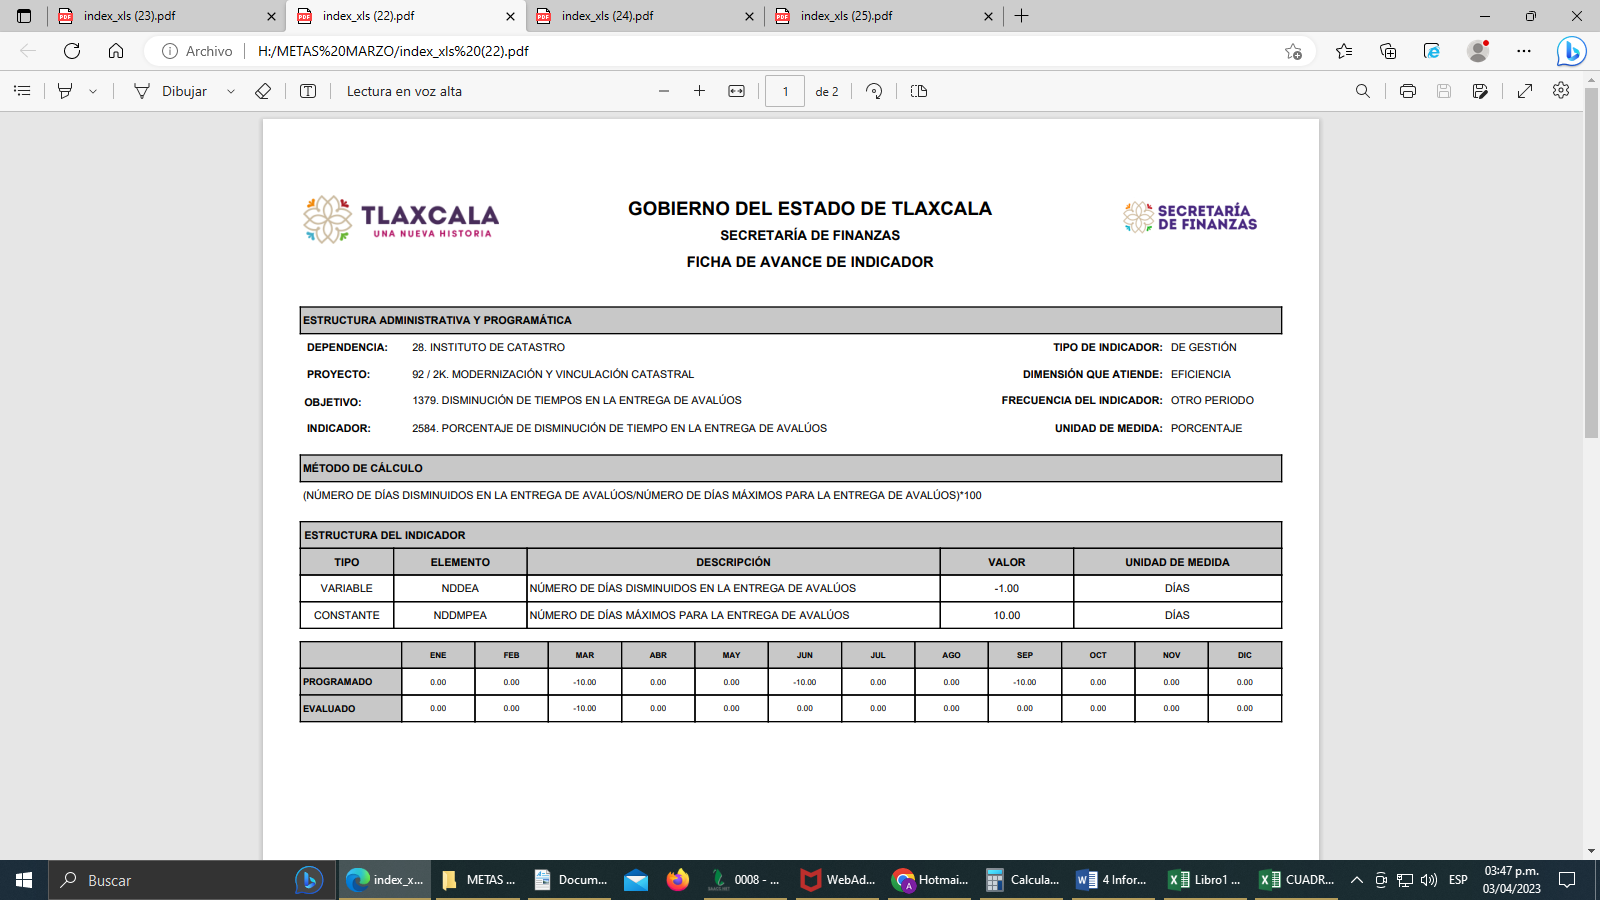 index_xls (23).pdf
index_xls (22).pdf
index_xls (24).pdf
index_xls (25).pdf
Archivo H:/METAS%20MARZO/index_xls%20(22).pdf
Dibujar T Lectura en voz alta 1 de 2
TLAXCALA
UNA NUEVA HISTORIA
GOBIERNO DEL ESTADO DE TLAXCALA
SECRETARÍA DE FINANZAS
FICHA DE AVANCE DE INDICADOR
SECRETARÍA
DE FINANZAS
ESTRUCTURA ADMINISTRATIVA Y PROGRAMÁTICA
DEPENDENCIA: 28. INSTITUTO DE CATASTRO TIPO DE INDICADOR: DE GESTIÓN
PROYECTO: 92 / 2K. MODERNIZACIÓN Y VINCULACIÓN CATASTRAL DIMENSIÓN QUE ATIENDE: EFICIENCIA
OBJETIVO: 1379. DISMINUCIÓN DE TIEMPOS EN LA ENTREGA DE AVALÚOS FRECUENCIA DEL INDICADOR: OTRO PERIODO
INDICADOR: 2584. PORCENTAJE DE DISMINUCIÓN DE TIEMPO EN LA ENTREGA DE AVALÚOS UNIDAD DE MEDIDA: PORCENTAJE
MÉTODO DE CÁLCULO
(NÚMERO DE DÍAS DISMINUIDOS EN LA ENTREGA DE AVALÚOS/NÚMERO DE DÍAS MÁXIMOS PARA LA ENTREGA DE AVALÚOS)*100
ESTRUCTURA DEL INDICADOR
TIPO ELEMENTO DESCRIPCIÓN VALOR UNIDAD DE MEDIDA
VARIABLE NDDEA NÚMERO DE DÍAS DISMINUIDOS EN LA ENTREGA DE AVALÚOS -1.00 DÍAS
CONSTANTE NDDMPEA NÚMERO DE DÍAS MÁXIMOS PARA LA ENTREGA DE AVALÚOS 10.00 DÍAS
ENE FEB MAR ABR MAY JUN JUL AGO SEP OCT NOV DIC
PROGRAMADO 0.00 0.00 -10.00 0.00 0.00 -10.00 0.00 0.00 -10.00 0.00 0.00 0.00
EVALUADO 0.00 0.00 -10.00 0.00 0.00 0.00 0.00 0.00 0.00 0.00 0.00 0.00
Buscar index_x... METAS ... Docum... 0008 - ... WebAd... Hotmai... Calcula... 4 Infor... Libro1 ... CUADR... ESP 03:47 p.m.
03/04/2023